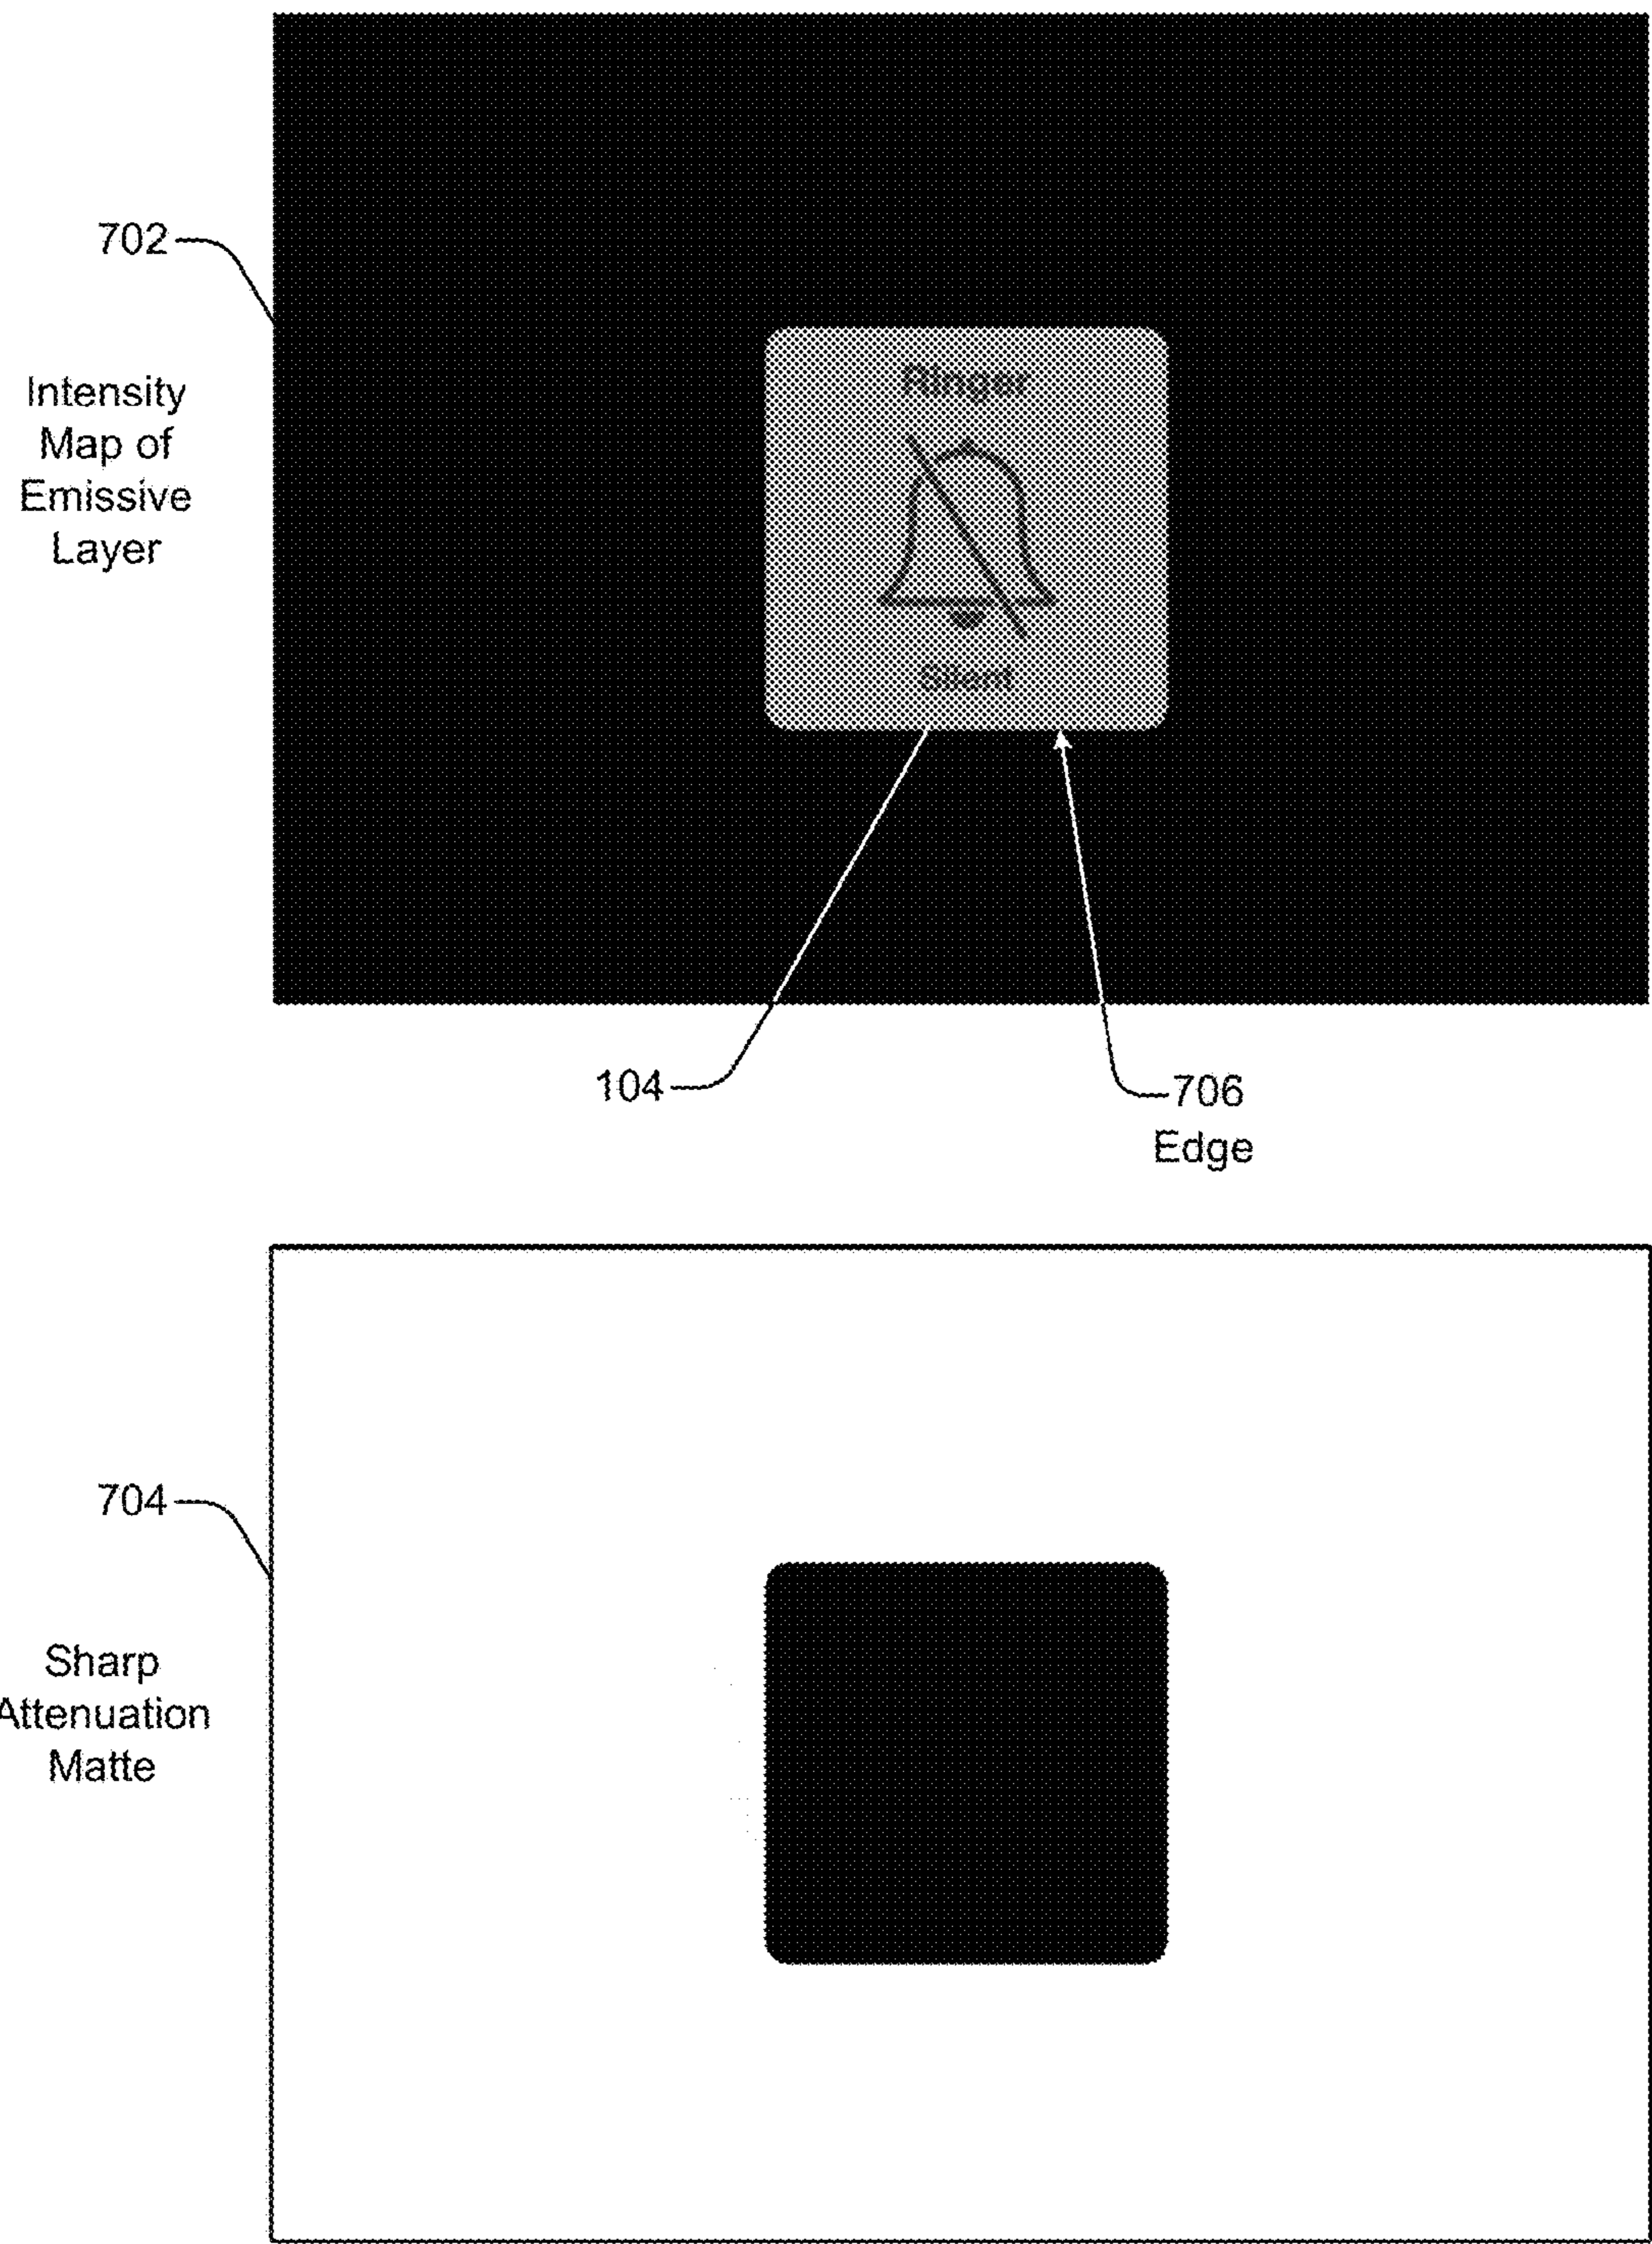 702
Intensity
Map of
Emissive
Layer
Ringer
Silent
104
706
Edge
704
Sharp
Attenuation
Matte